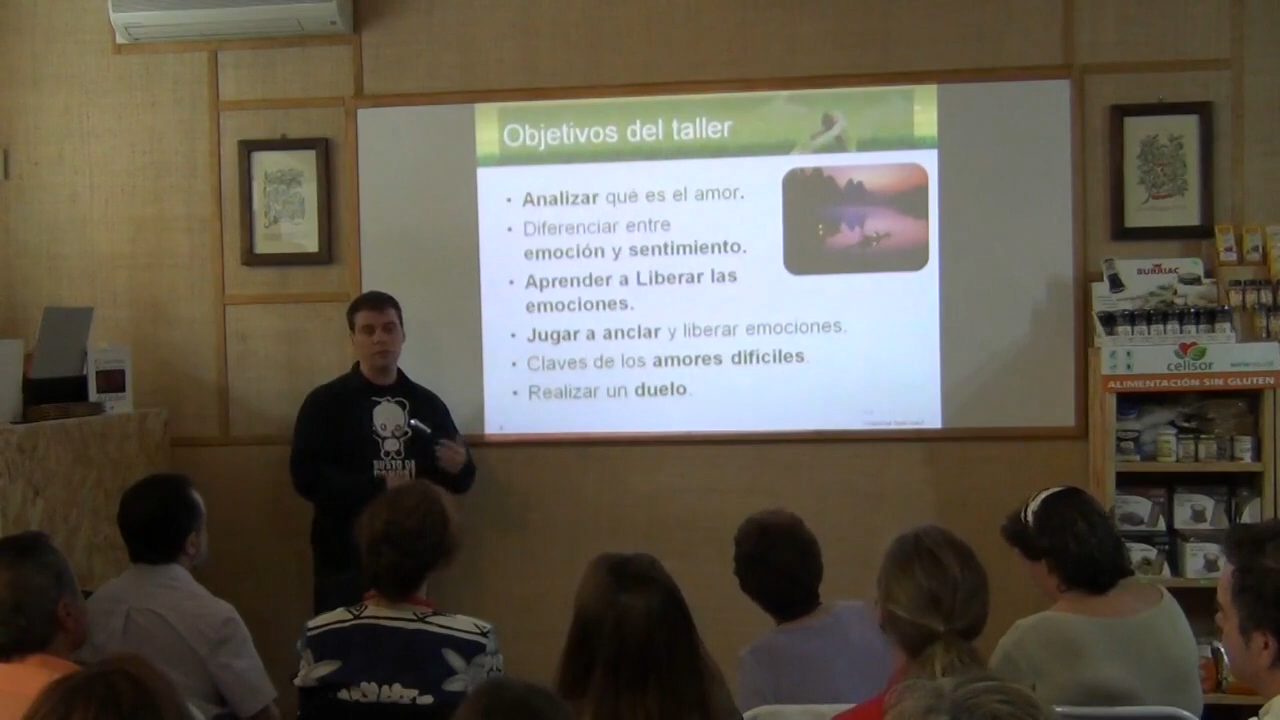 Objetivos del taller
• Analizar qué es el amor.
• Diferenciar entre
emoción y sentimiento.
• Aprender a Liberar las
emociones.
• Jugar a anclar y liberar emociones.
• Claves de los amores difíciles.
• Realizar un duelo.
BURRIAC
celisor
ALIMENTACIÓN SIN GLUTEN